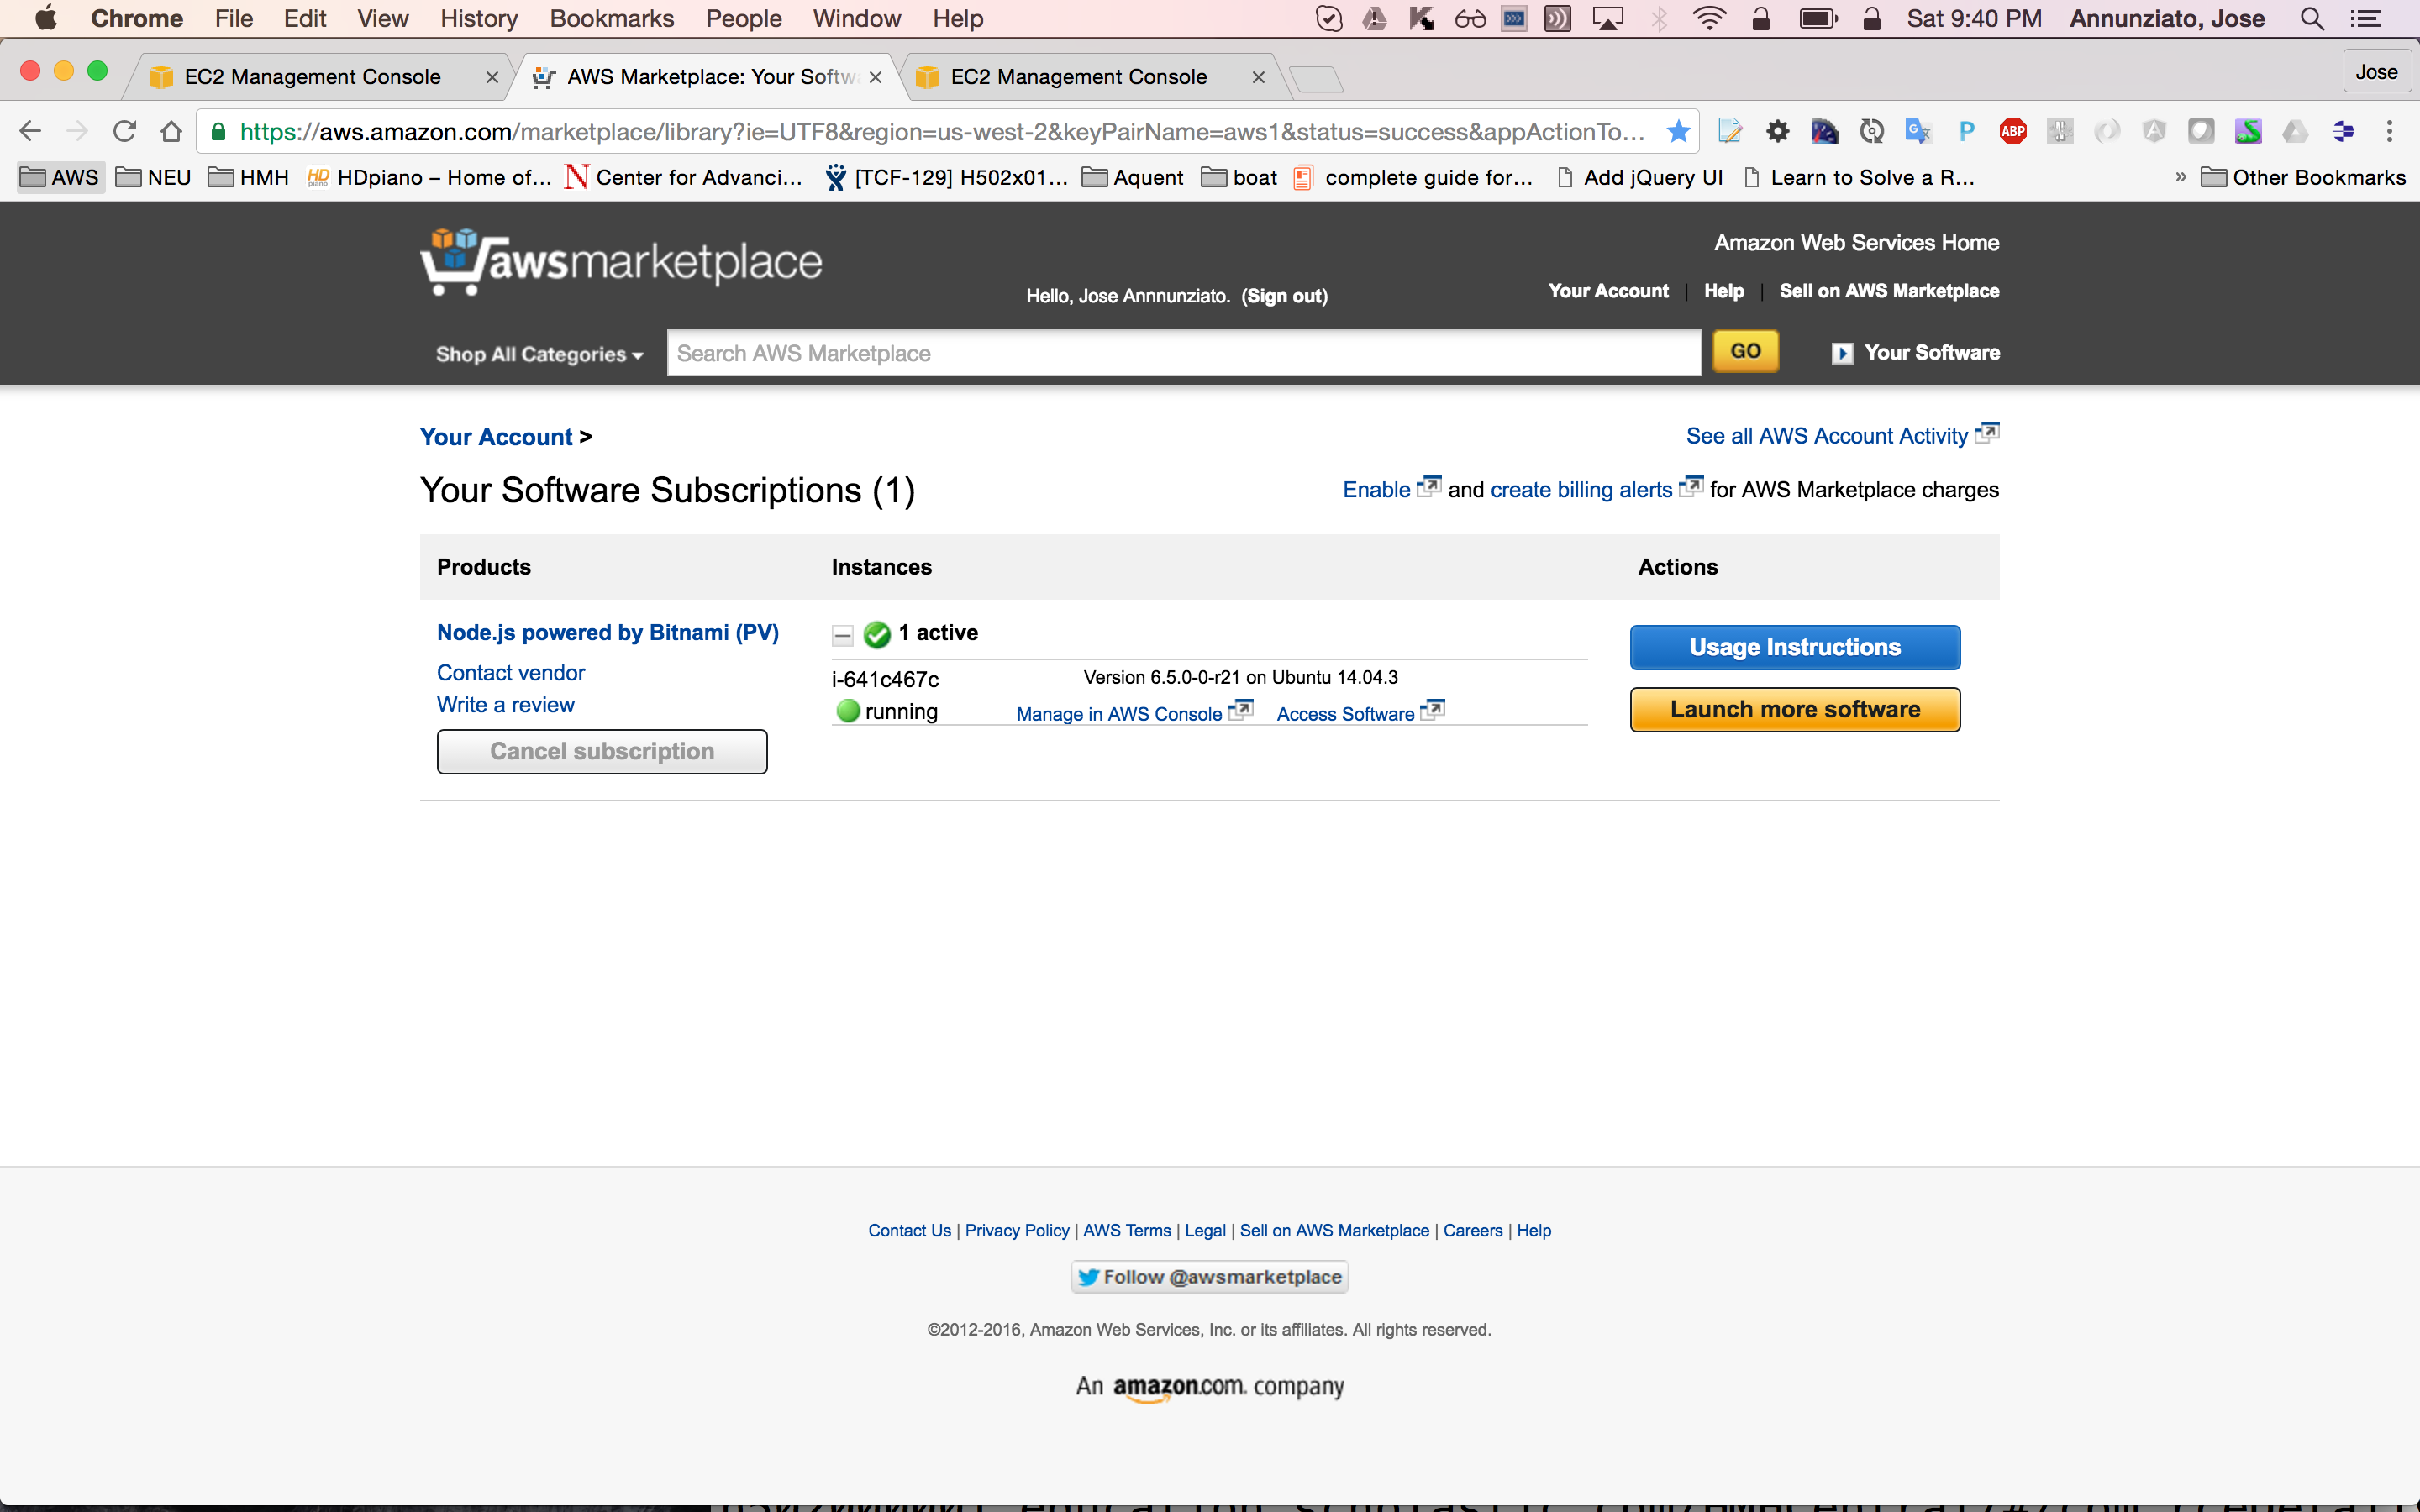 Chrome File Edit View History Bookmarks People Window Help Sat 9:40 PM Annunziato, Jose
EC2 Management Console AWS Marketplace: Your Softw EC2 Management Console Jose
https://aws.amazon.com/marketplace/library?ie=UTF8&region=us-west-2&keyPairName=aws1&status=success&appActionTo... P ABP
AWS NEU HMH HD piano HDpiano – Home of... N Center for Advanci... [TCF-129] H502x01... Aquent boat complete guide for... Add jQuery UI Learn to Solve a R... » Other Bookmarks
awsmarketplace
Amazon Web Services Home
Hello, Jose Annnunziato. (Sign out)
Your Account | Help | Sell on AWS Marketplace
Shop All Categories Search AWS Marketplace GO Your Software
Your Account >
See all AWS Account Activity
Your Software Subscriptions (1)
Enable and create billing alerts for AWS Marketplace charges
Products Instances Actions
Node.js powered by Bitnami (PV) 1 active Usage Instructions
Contact vendor i-641c467c Version 6.5.0-0-r21 on Ubuntu 14.04.3
Write a review running Manage in AWS Console Access Software Launch more software
Cancel subscription
Contact Us | Privacy Policy | AWS Terms | Legal | Sell on AWS Marketplace | Careers | Help
Follow @awsmarketplace
©2012-2016, Amazon Web Services, Inc. or its affiliates. All rights reserved.
An amazon.com. company